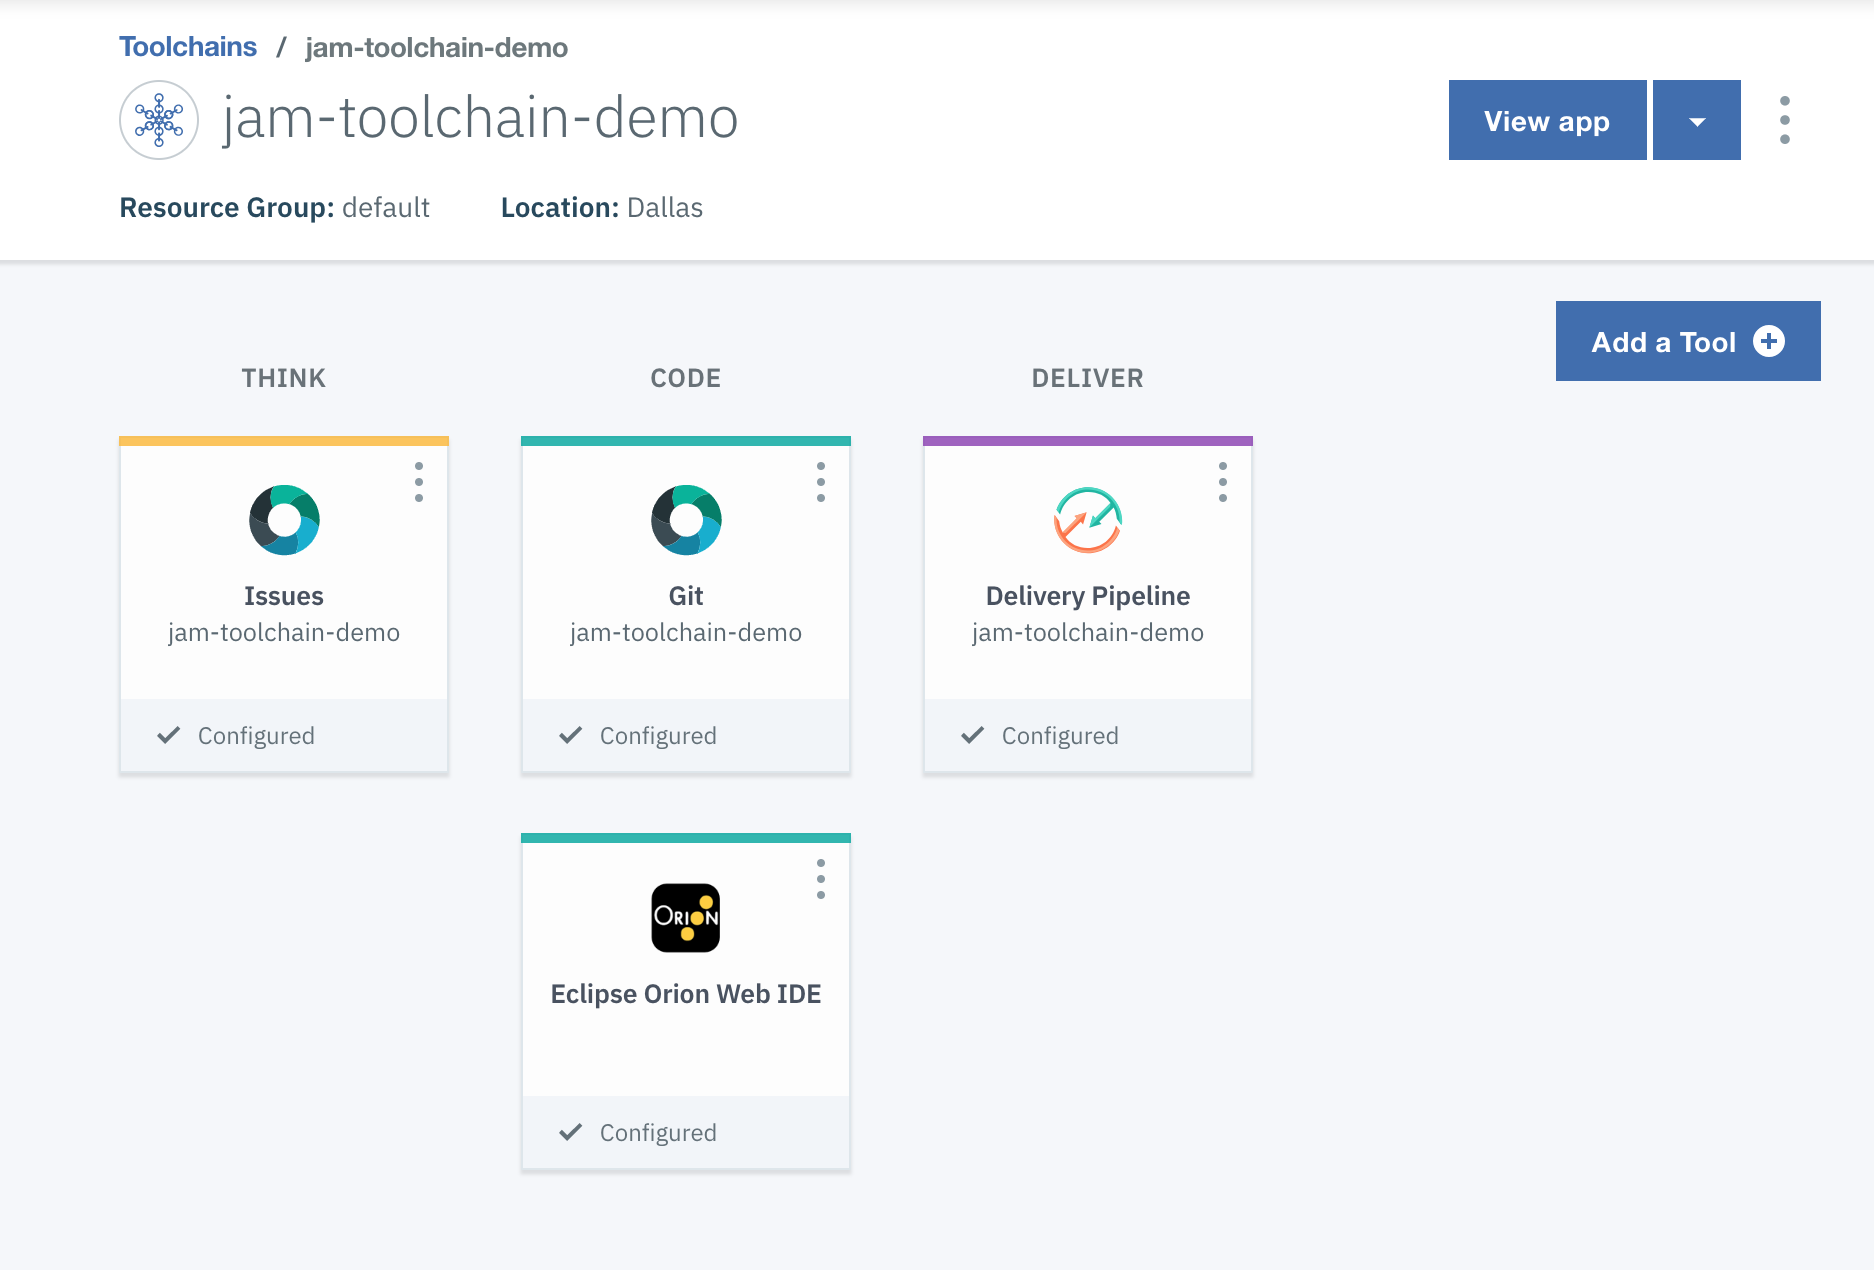 Toolchains / jam-toolchain-demo
jam-toolchain-demo
View app
Resource Group: default Location: Dallas
Add a Tool
THINK CODE DELIVER
Issues
jam-toolchain-demo
Configured
Git
jam-toolchain-demo
Configured
Delivery Pipeline
jam-toolchain-demo
Configured
ORION
Eclipse Orion Web IDE
Configured